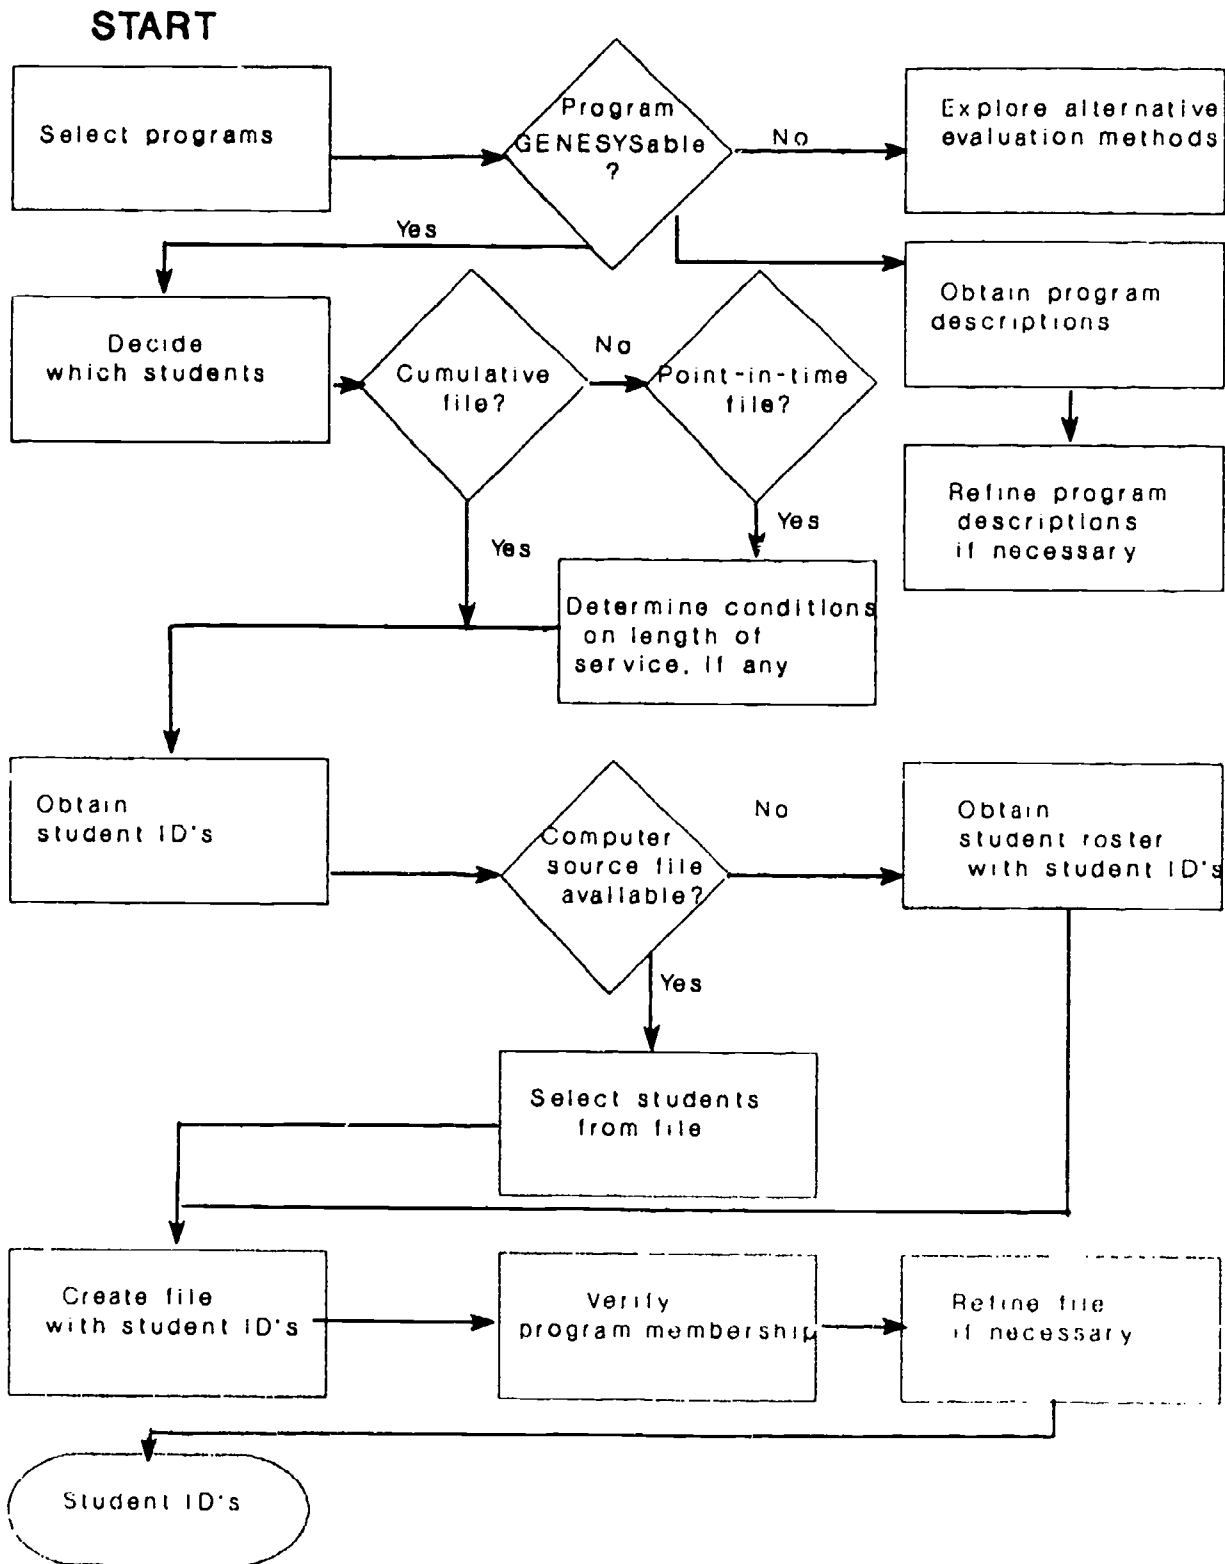 START
Select programs
Program
GENESYSable
?
No
Explore alternative
evaluation methods
Yes
Obtain program
descriptions
Decide
which students
Cumulative
file?
No
Point-in-time
file?
Refine program
descriptions
if necessary
Yes
Yes
Determine conditions
on length of
service, if any
Obtain
student ID's
Computer
source file
available?
No
Obtain
student roster
with student ID's
Yes
Select students
from file
Create file
with student ID's
Verify
program membership
Refine file
if necessary
Student ID's